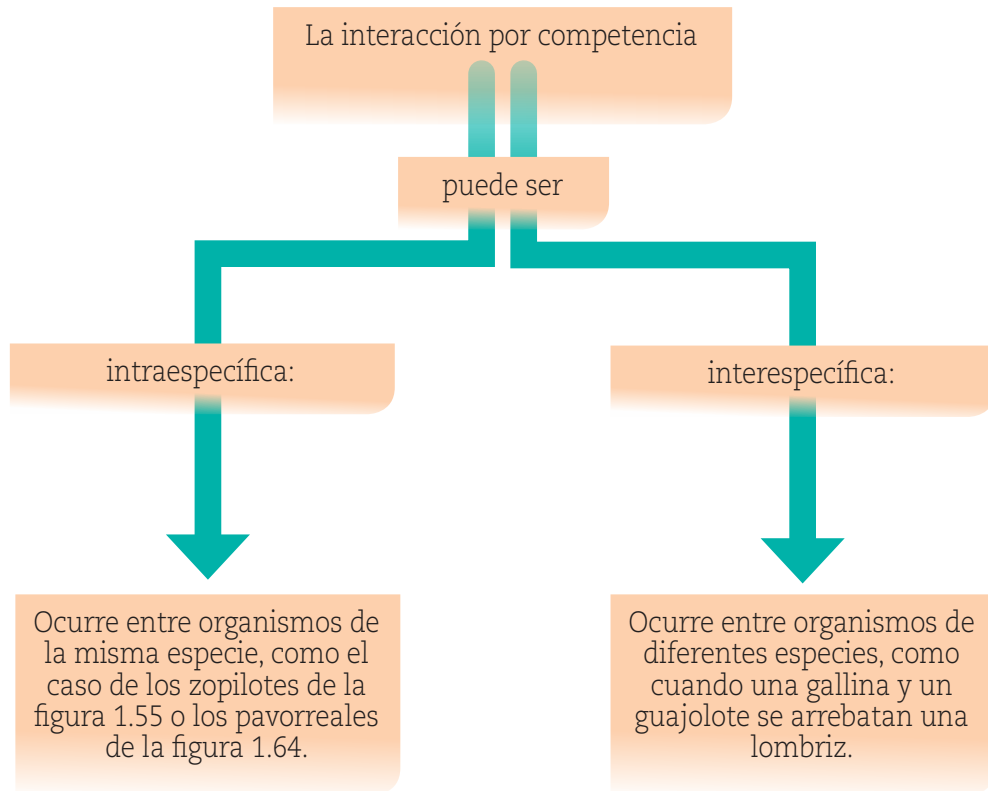 La interacción por competencia
puede ser
intraespecífica:
interespecífica:
Ocurre entre organismos de
la misma especie, como el
caso de los zopilotes de la
figura 1.55 o los pavorreales
de la figura 1.64.
Ocurre entre organismos de
diferentes especies, como
cuando una gallina y un
guajolote se arrebatan una
lombriz.